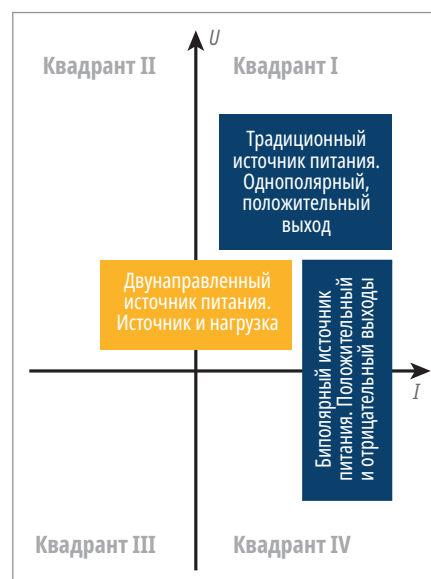 U
Квадрант II
Квадрант I
Традиционный
источник питания.
Однополярный,
положительный
выход
Двунаправленный
источник питания.
Источник и нагрузка
Биполярный источник
питания. Положительный
и отрицательный выходы
I
Квадрант III
Квадрант IV